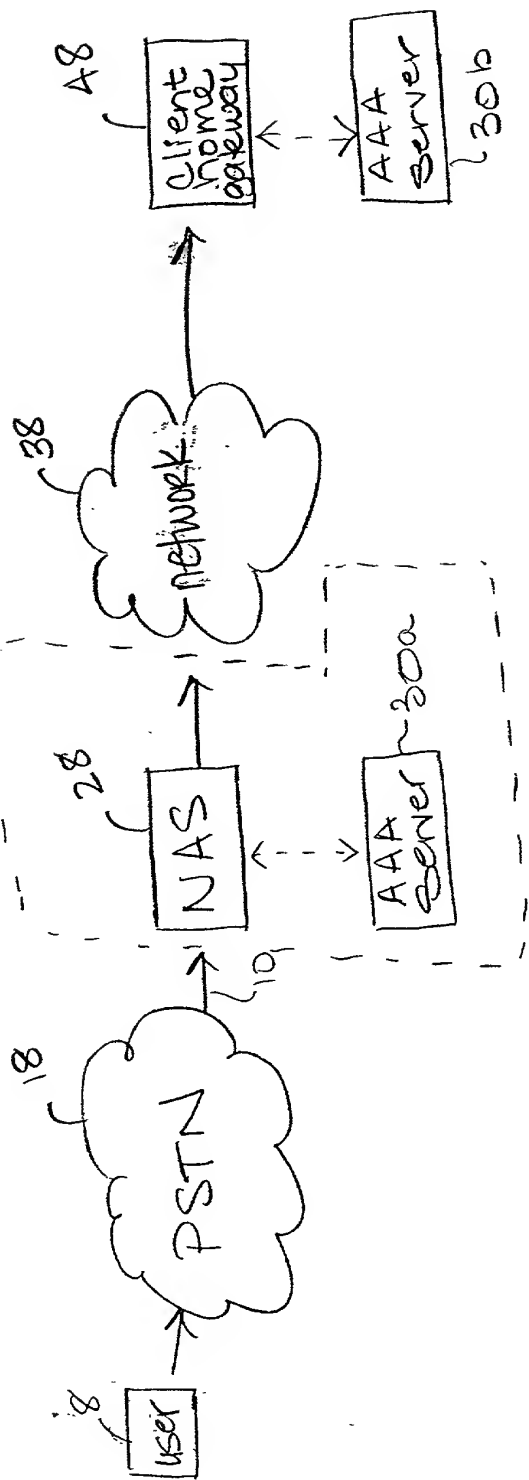 8
user
18
PSTN
10
28
NAS
AAA
server
30a
38
network
48
client
home
gateway
AAA
server
30b